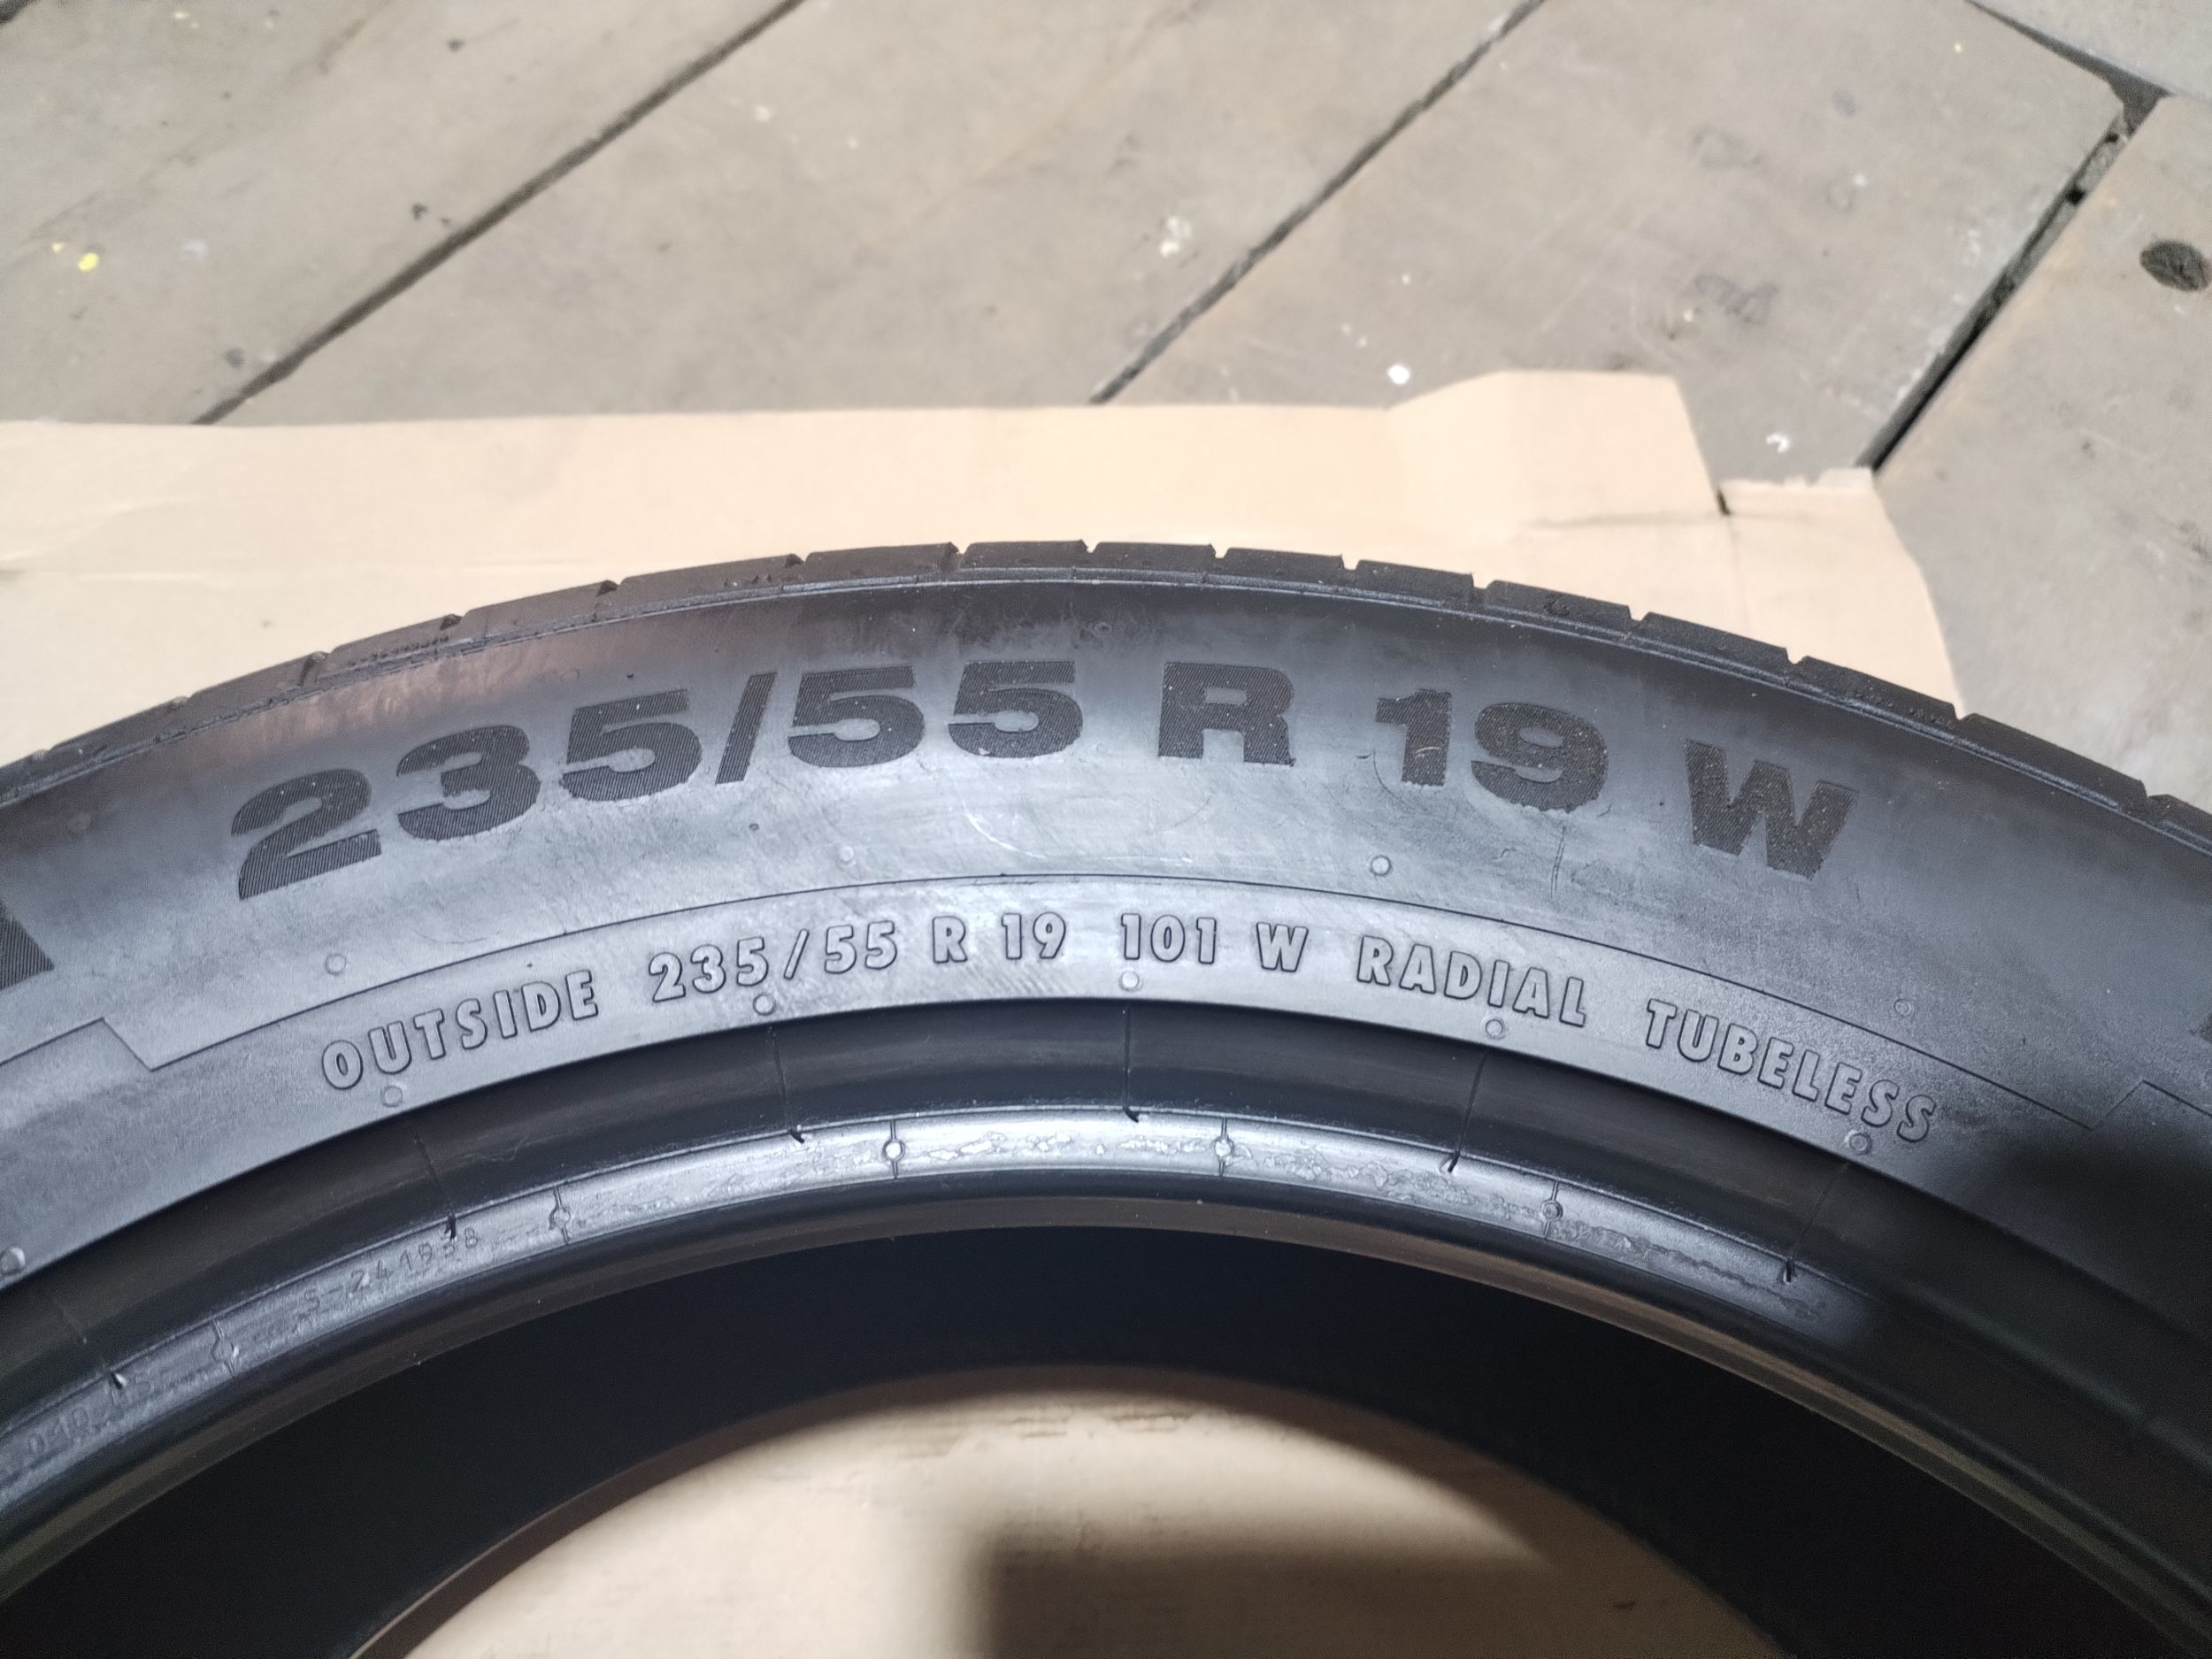 235/55 R 19 W
OUTSIDE 235/55 R 19 101 W RADIAL TUBELESS